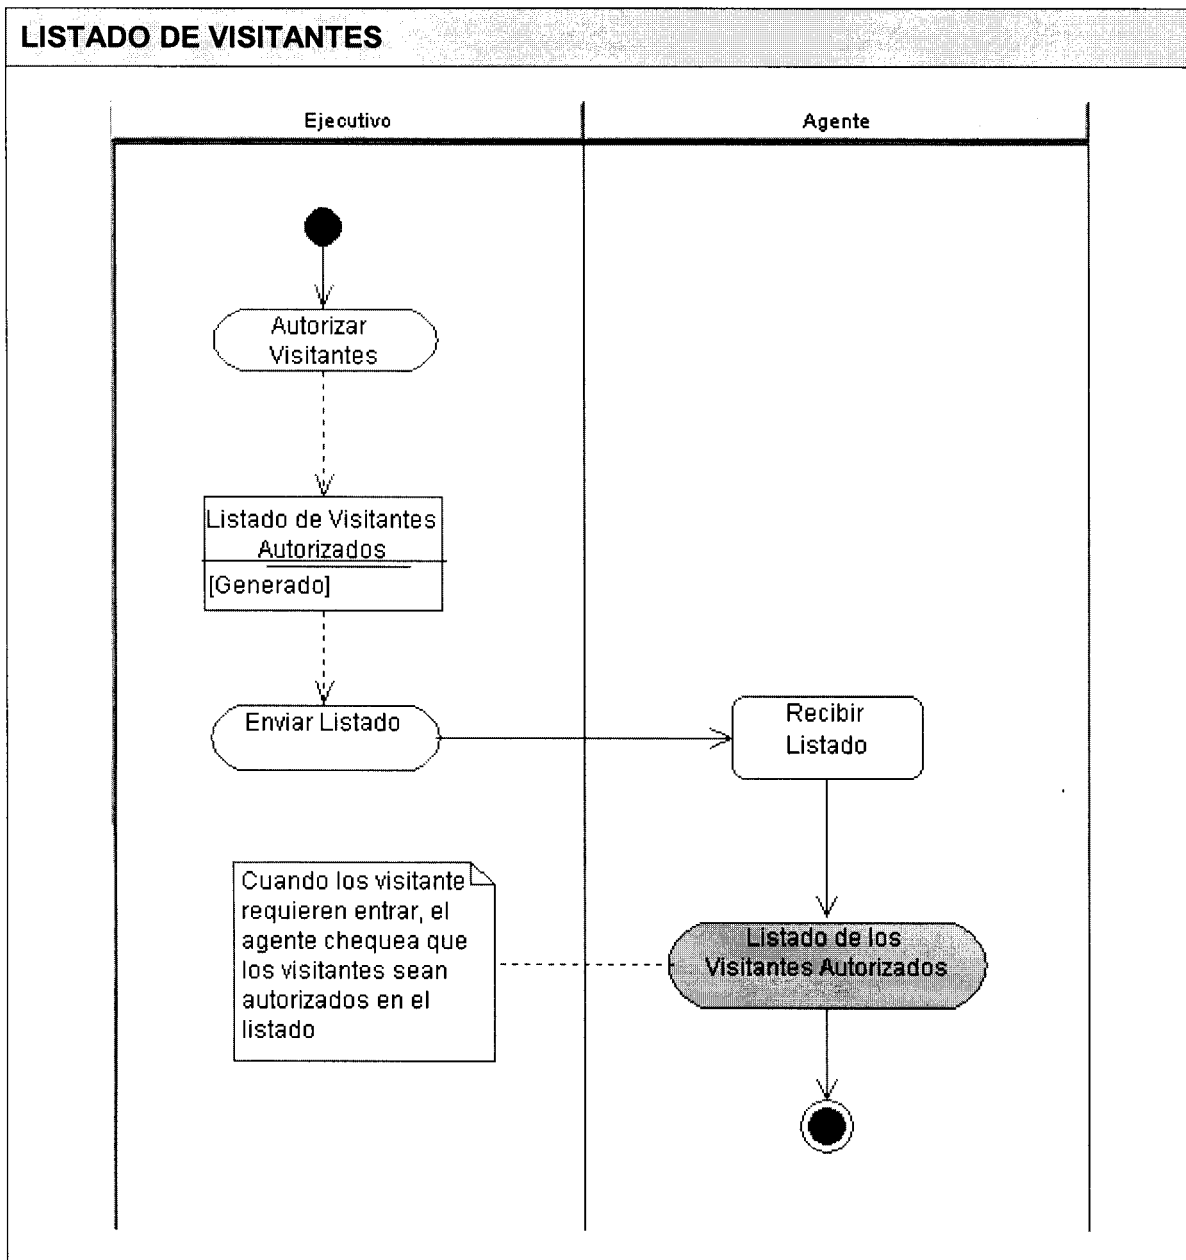 LISTADO DE VISITANTES
Ejecutivo
Agente
Autorizar
Visitantes
Listado de Visitantes
Autorizados
[Generado]
Enviar Listado
Recibir
Listado
Cuando los visitante
requieren entrar, el
agente chequea que
los visitantes sean
autorizados en el
listado
Listado de los
Visitantes Autorizados